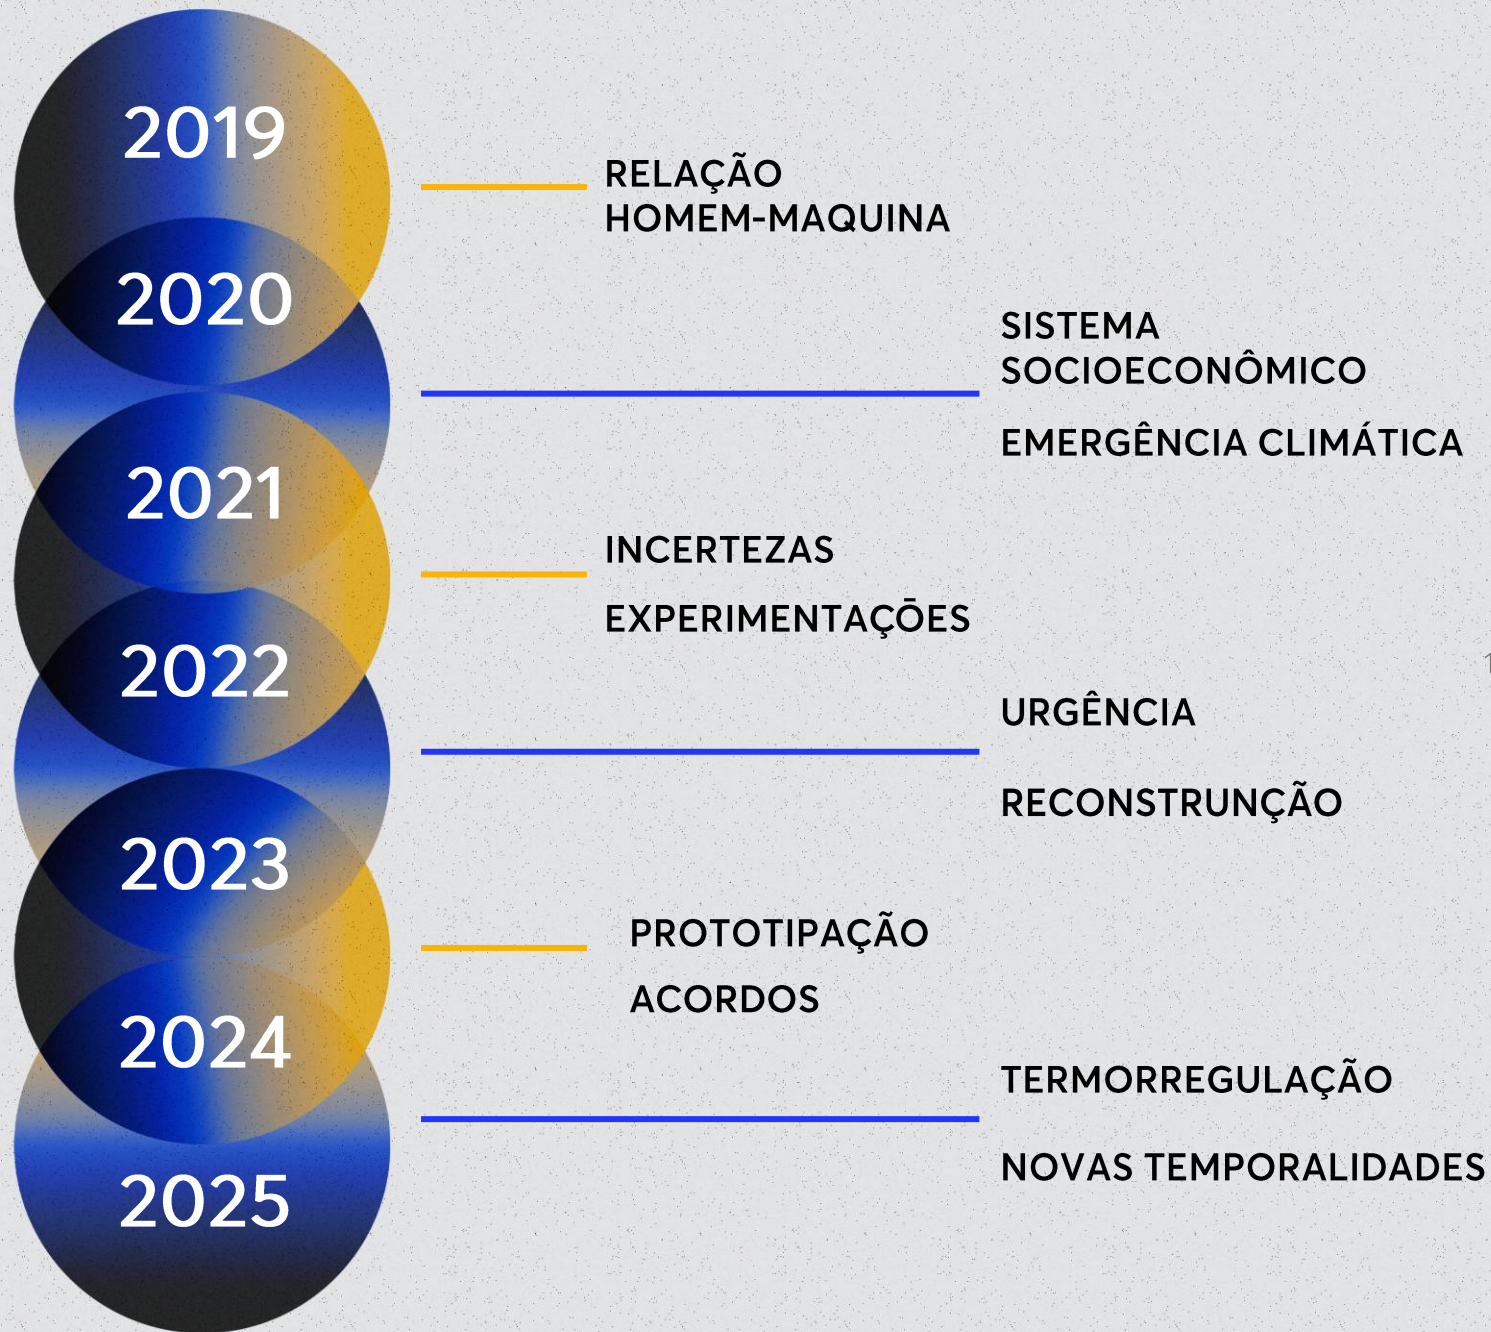 2019
RELAÇÃO
HOMEM-MAQUINA
2020
SISTEMA
SOCIOECONÔMICO
EMERGÊNCIA CLIMÁTICA
2021
INCERTEZAS
EXPERIMENTAÇÕES
2022
URGÊNCIA
RECONSTRUNÇÃO
2023
PROTOTIPAÇÃO
ACORDOS
2024
TERMORREGULAÇÃO
NOVAS TEMPORALIDADES
2025